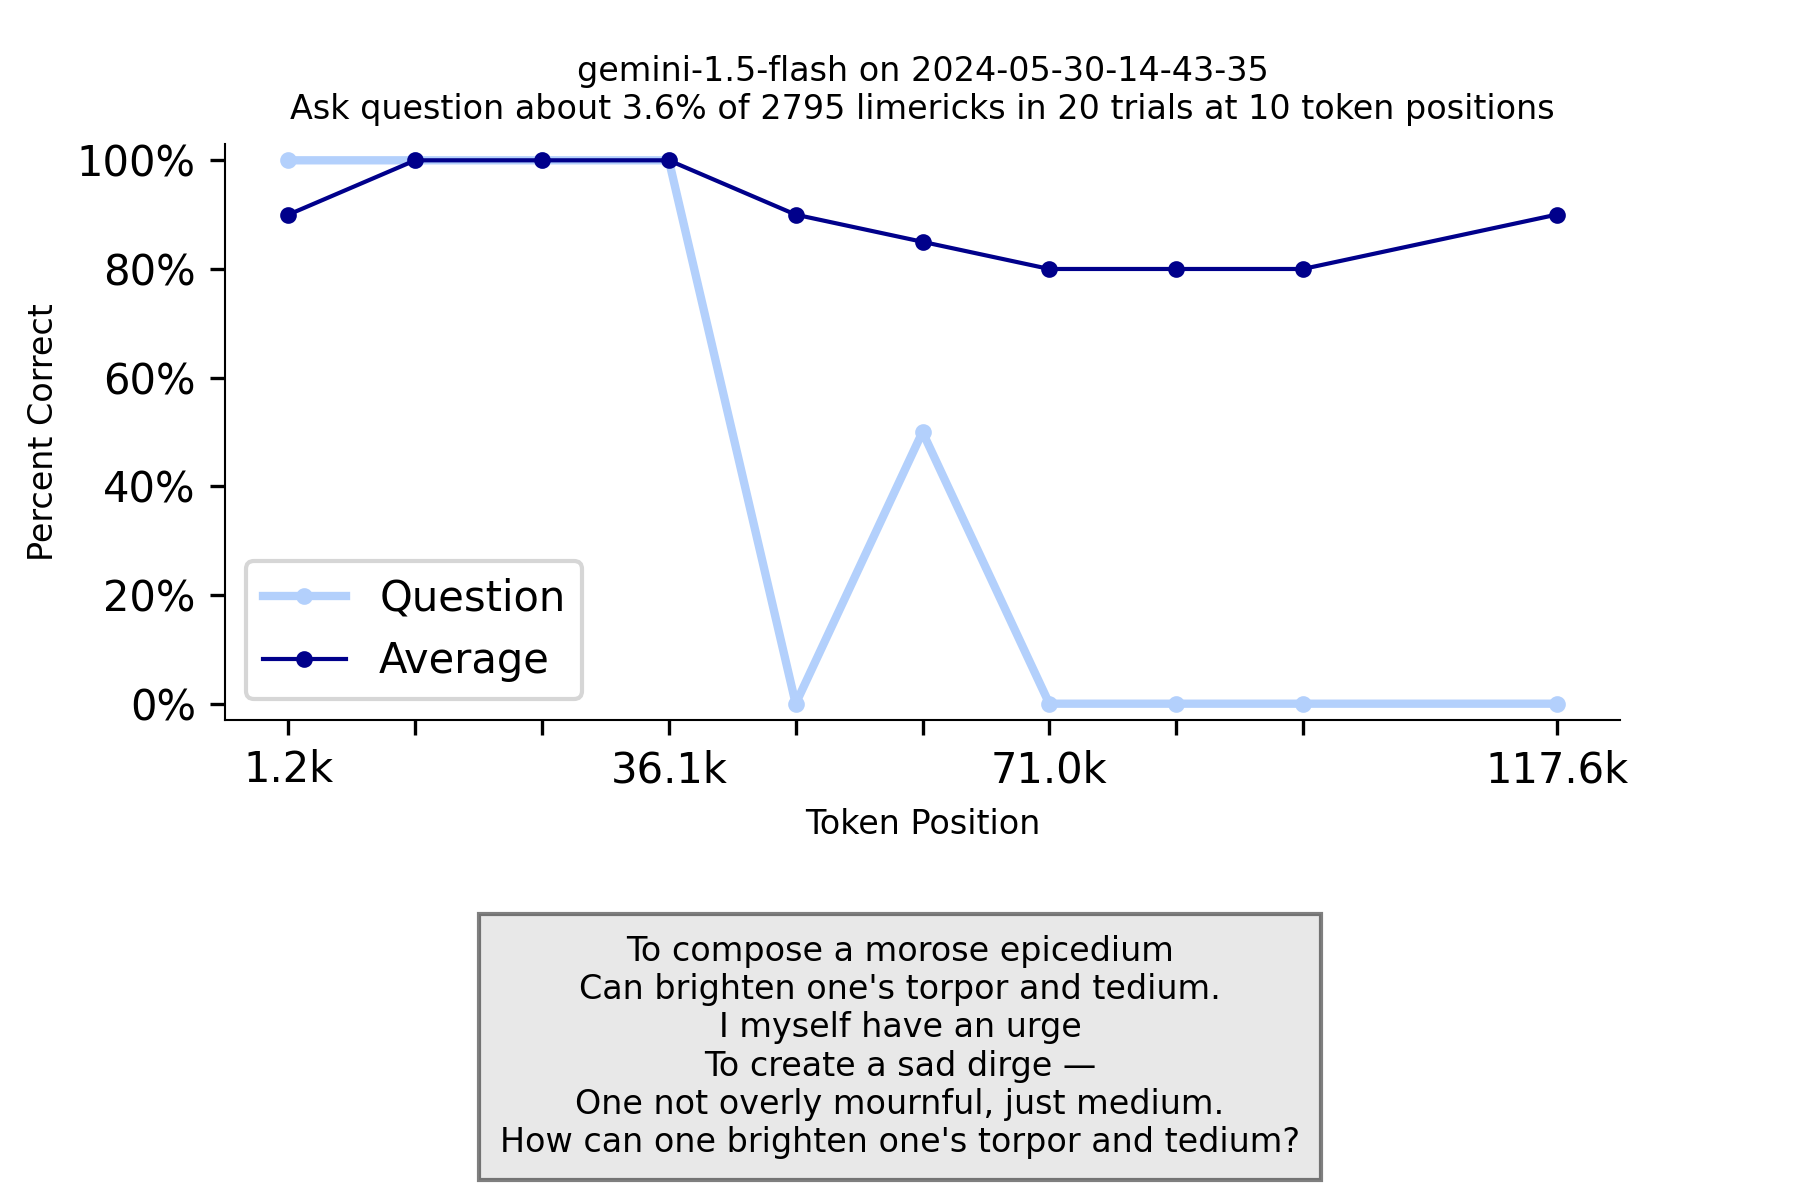 gemini-1.5-flash on 2024-05-30-14-43-35
Ask question about 3.6% of 2795 limericks in 20 trials at 10 token positions
100%
80%
60%
40%
20%
0%
Percent Correct
Question
Average
1.2k 36.1k 71.0k 117.6k
Token Position
To compose a morose epicedium
Can brighten one's torpor and tedium.
I myself have an urge
To create a sad dirge —
One not overly mournful, just medium.
How can one brighten one's torpor and tedium?